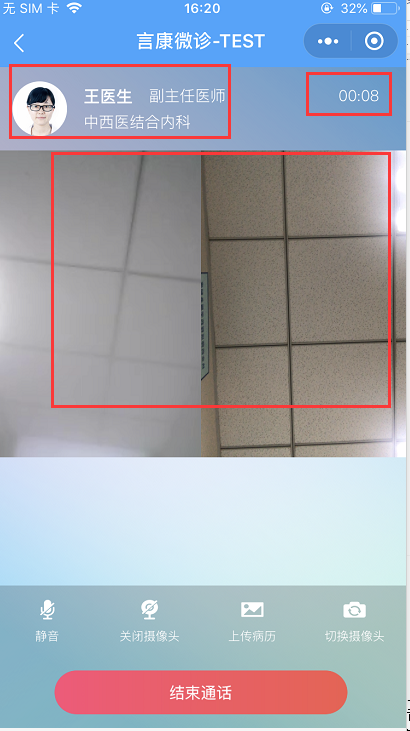 无 SIM 卡 16:20 32%
言康微诊-TEST
王医生 副主任医师 00:08
中西医结合内科
静音 关闭摄像头 上传病历 切换摄像头
结束通话